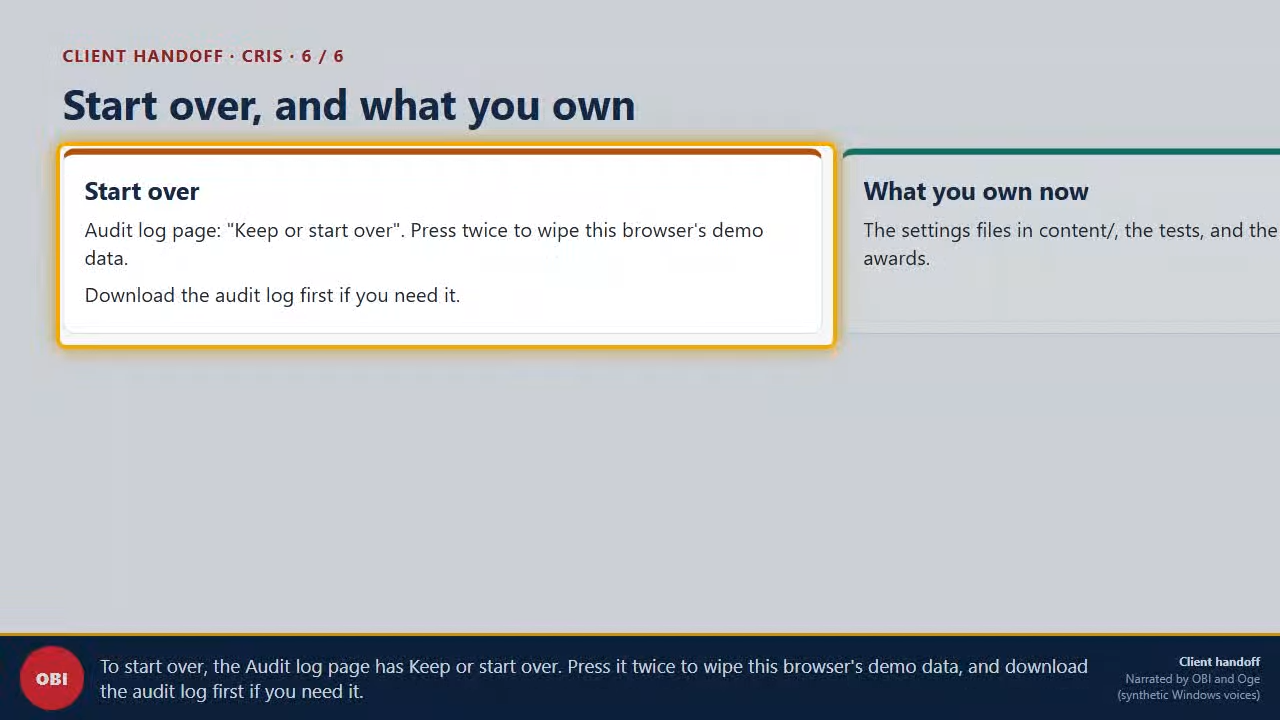 CLIENT HANDOFF · CRIS · 6 / 6
Start over, and what you own
Start over
Audit log page: "Keep or start over". Press twice to wipe this browser's demo
data.
Download the audit log first if you need it.
What you own now
The settings files in content/, the tests, and the
awards.
OBI
To start over, the Audit log page has Keep or start over. Press it twice to wipe this browser's demo data, and download
the audit log first if you need it.
Client handoff
Narrated by OBI and Oge
(synthetic Windows voices)